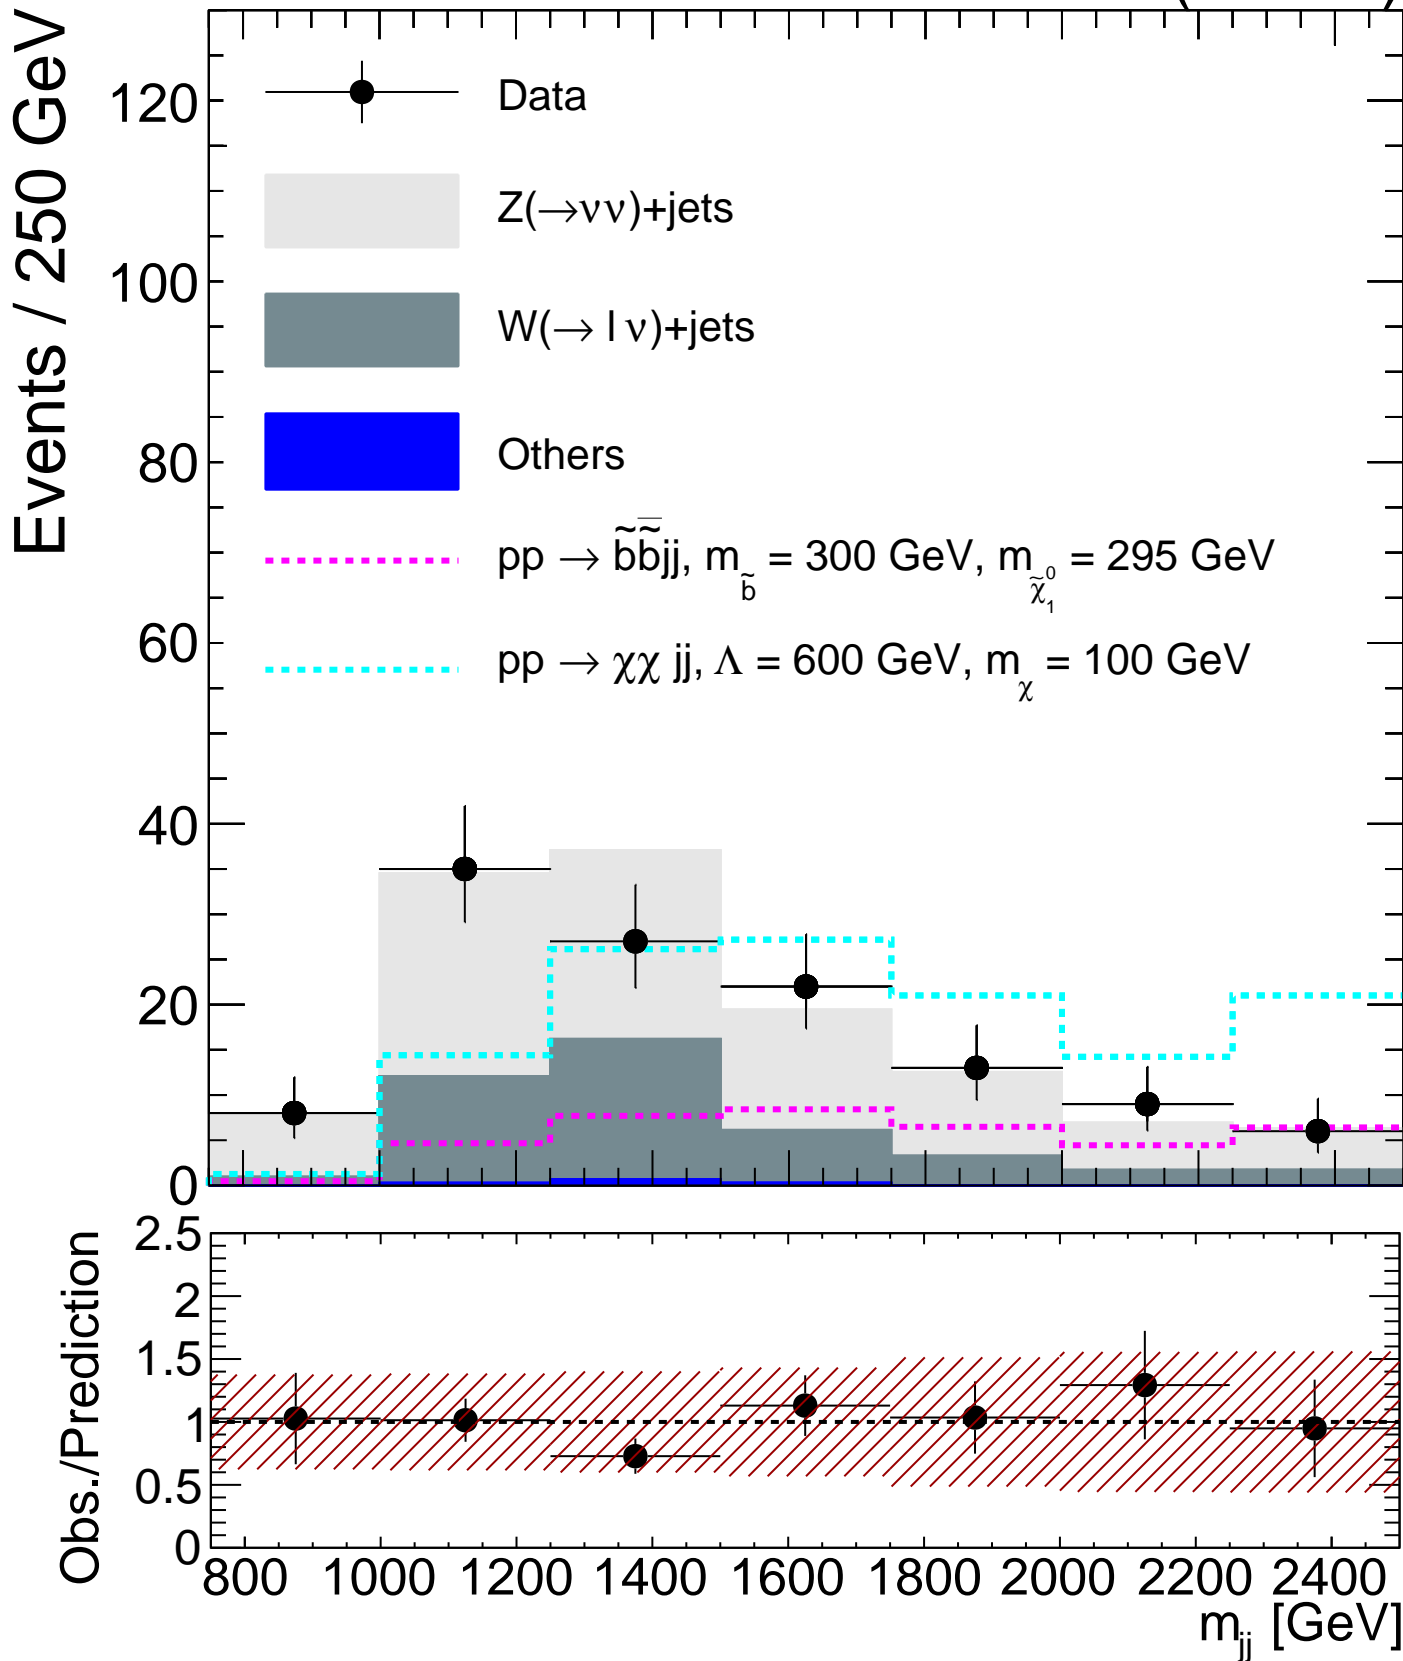 Events / 250 GeV
120
100
80
60
40
20
0
Data
Z(→νν)+jets
W(→ l ν)+jets
Others
pp → b̃b̃̄jj, m_b̃ = 300 GeV, m_χ̃₁⁰ = 295 GeV
pp → χχ jj, Λ = 600 GeV, m_χ = 100 GeV
Obs./Prediction
2.5
2
1.5
1
0.5
0
800 1000 1200 1400 1600 1800 2000 2200 2400
m_jj [GeV]